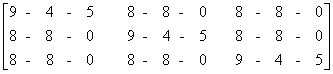 9 - 4 - 5 8 - 8 - 0 8 - 8 - 0
8 - 8 - 0 9 - 4 - 5 8 - 8 - 0
8 - 8 - 0 8 - 8 - 0 9 - 4 - 5